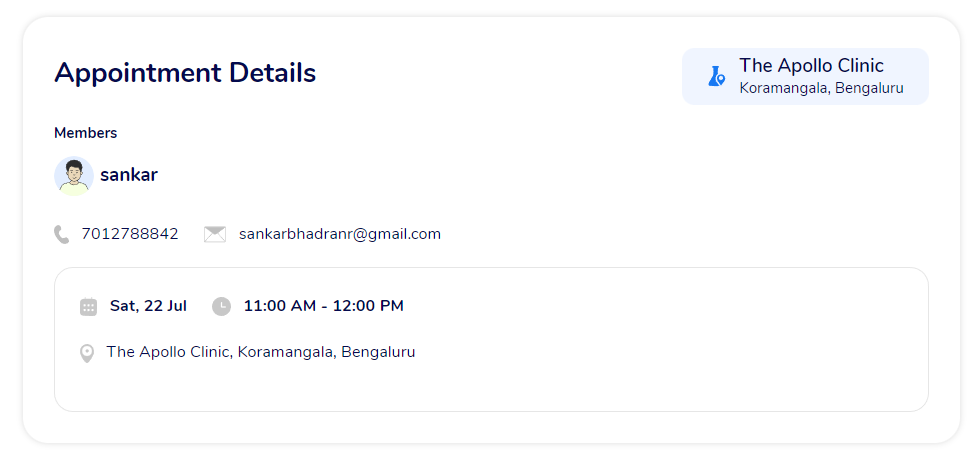 Appointment Details
The Apollo Clinic
Koramangala, Bengaluru
Members
sankar
7012788842 sankarbhadranr@gmail.com
Sat, 22 Jul 11:00 AM - 12:00 PM
The Apollo Clinic, Koramangala, Bengaluru